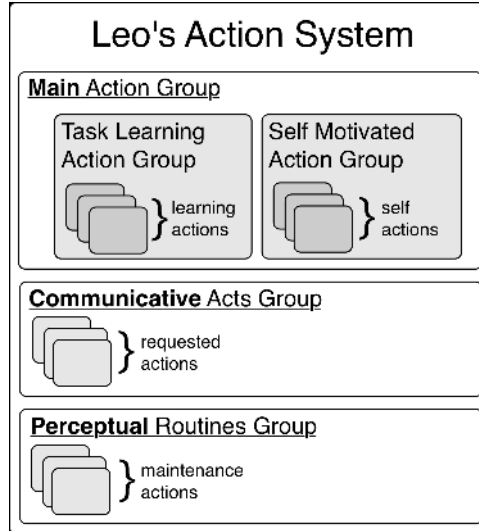 Leo's Action System
Main Action Group
Task Learning
Action Group
learning
actions
Self Motivated
Action Group
self
actions
Communicative Acts Group
requested
actions
Perceptual Routines Group
maintenance
actions